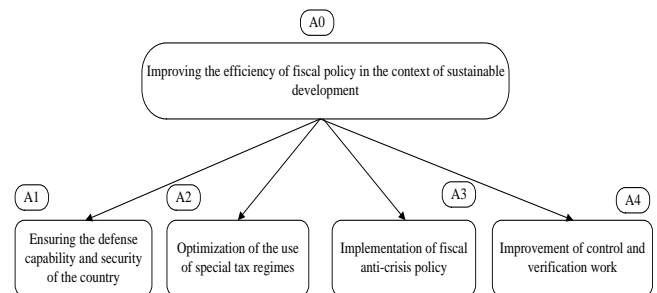 A0
Improving the efficiency of fiscal policy in the context of sustainable
development
A1
Ensuring the defense
capability and security
of the country
A2
Optimization of the use
of special tax regimes
A3
Implementation of fiscal
anti-crisis policy
A4
Improvement of control and
verification work